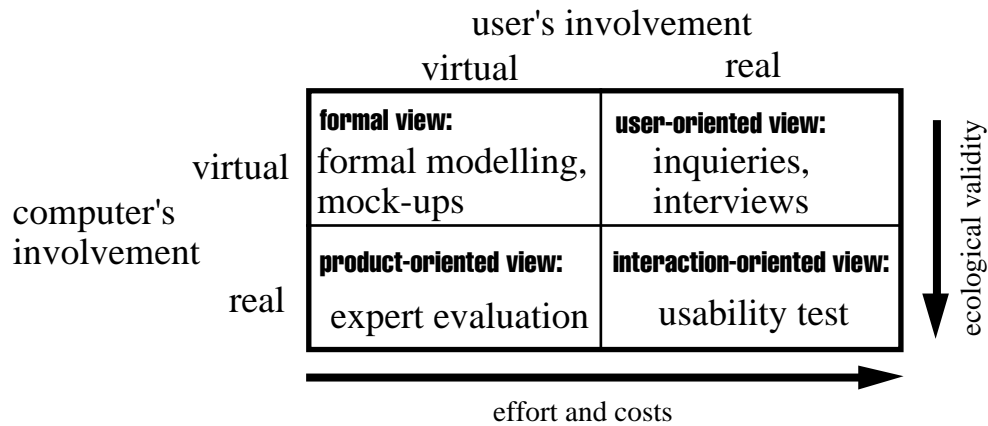 user's involvement
virtual real
formal view: user-oriented view:
virtual formal modelling, inquieries,
mock-ups interviews
computer's
involvement
product-oriented view: interaction-oriented view:
real expert evaluation usability test
ecological validity
effort and costs